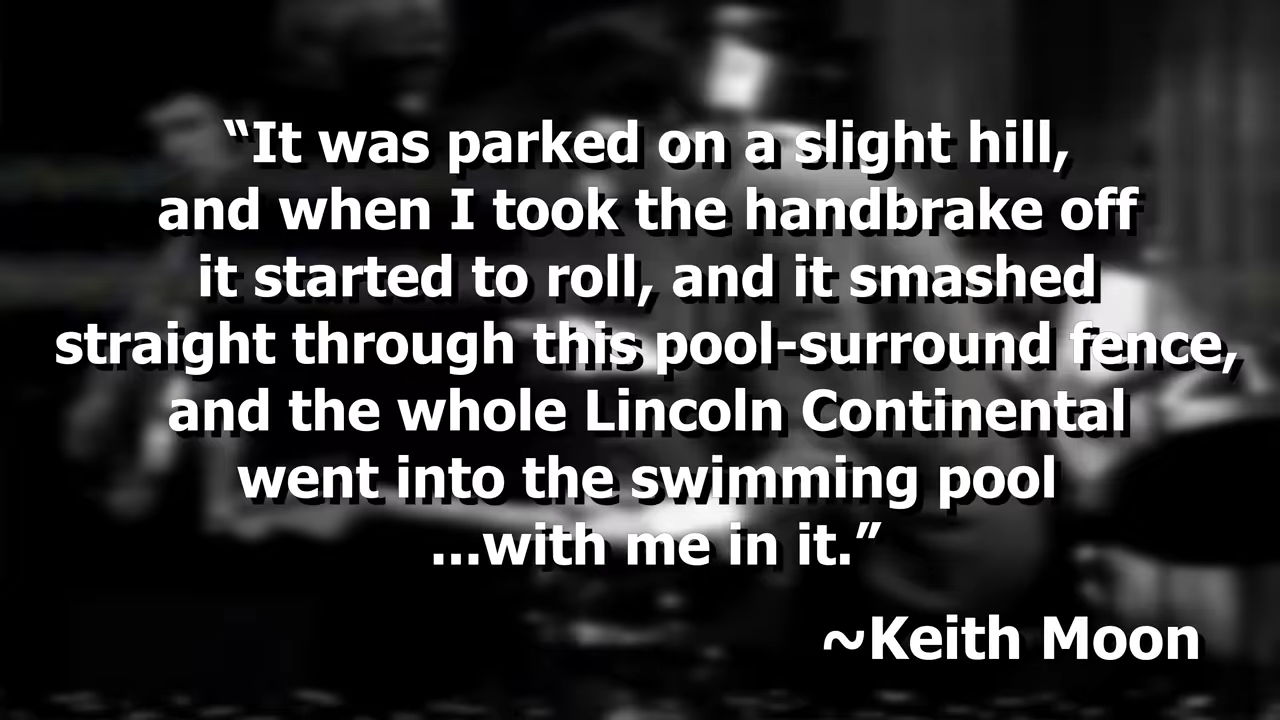 “It was parked on a slight hill,
and when I took the handbrake off
it started to roll, and it smashed
straight through this pool-surround fence,
and the whole Lincoln Continental
went into the swimming pool
...with me in it.”
~Keith Moon